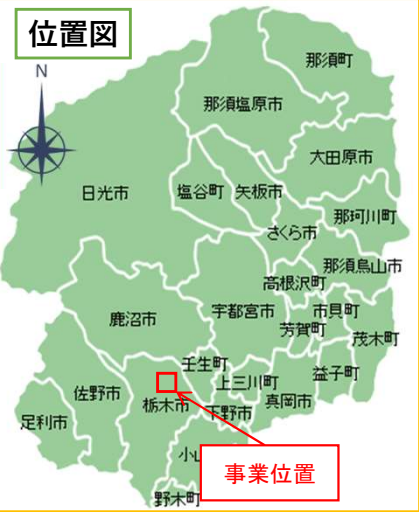 位置図
N
那須町
那須塩原市
大田原市
日光市
塩谷町
矢板市
那珂川町
さくら市
那須烏山市
高根沢町
宇都宮市
市貝町
鹿沼市
芳賀町
茂木町
壬生町
上三川町
益子町
佐野市
栃木市
下野市
真岡市
足利市
小山
事業位置
野木町